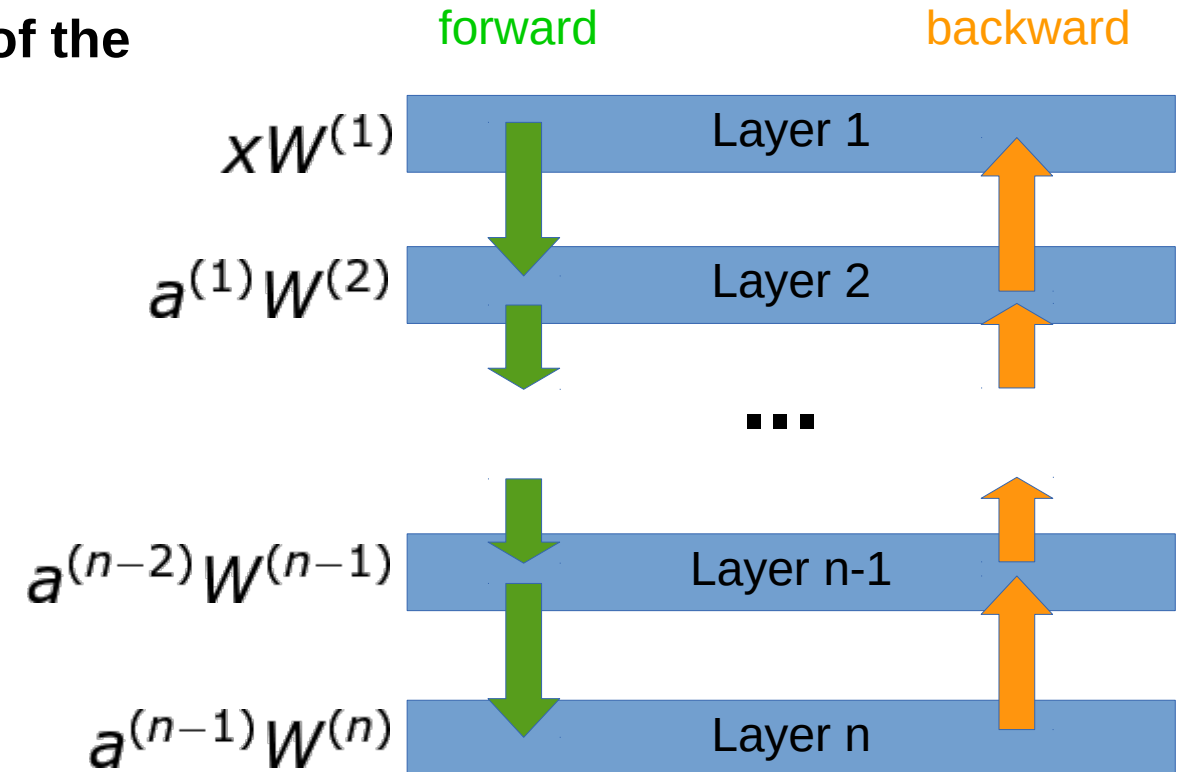 of the
forward backward
xW^(1) Layer 1
a^(1)W^(2) Layer 2
...
a^(n−2)W^(n−1) Layer n-1
a^(n−1)W^(n) Layer n